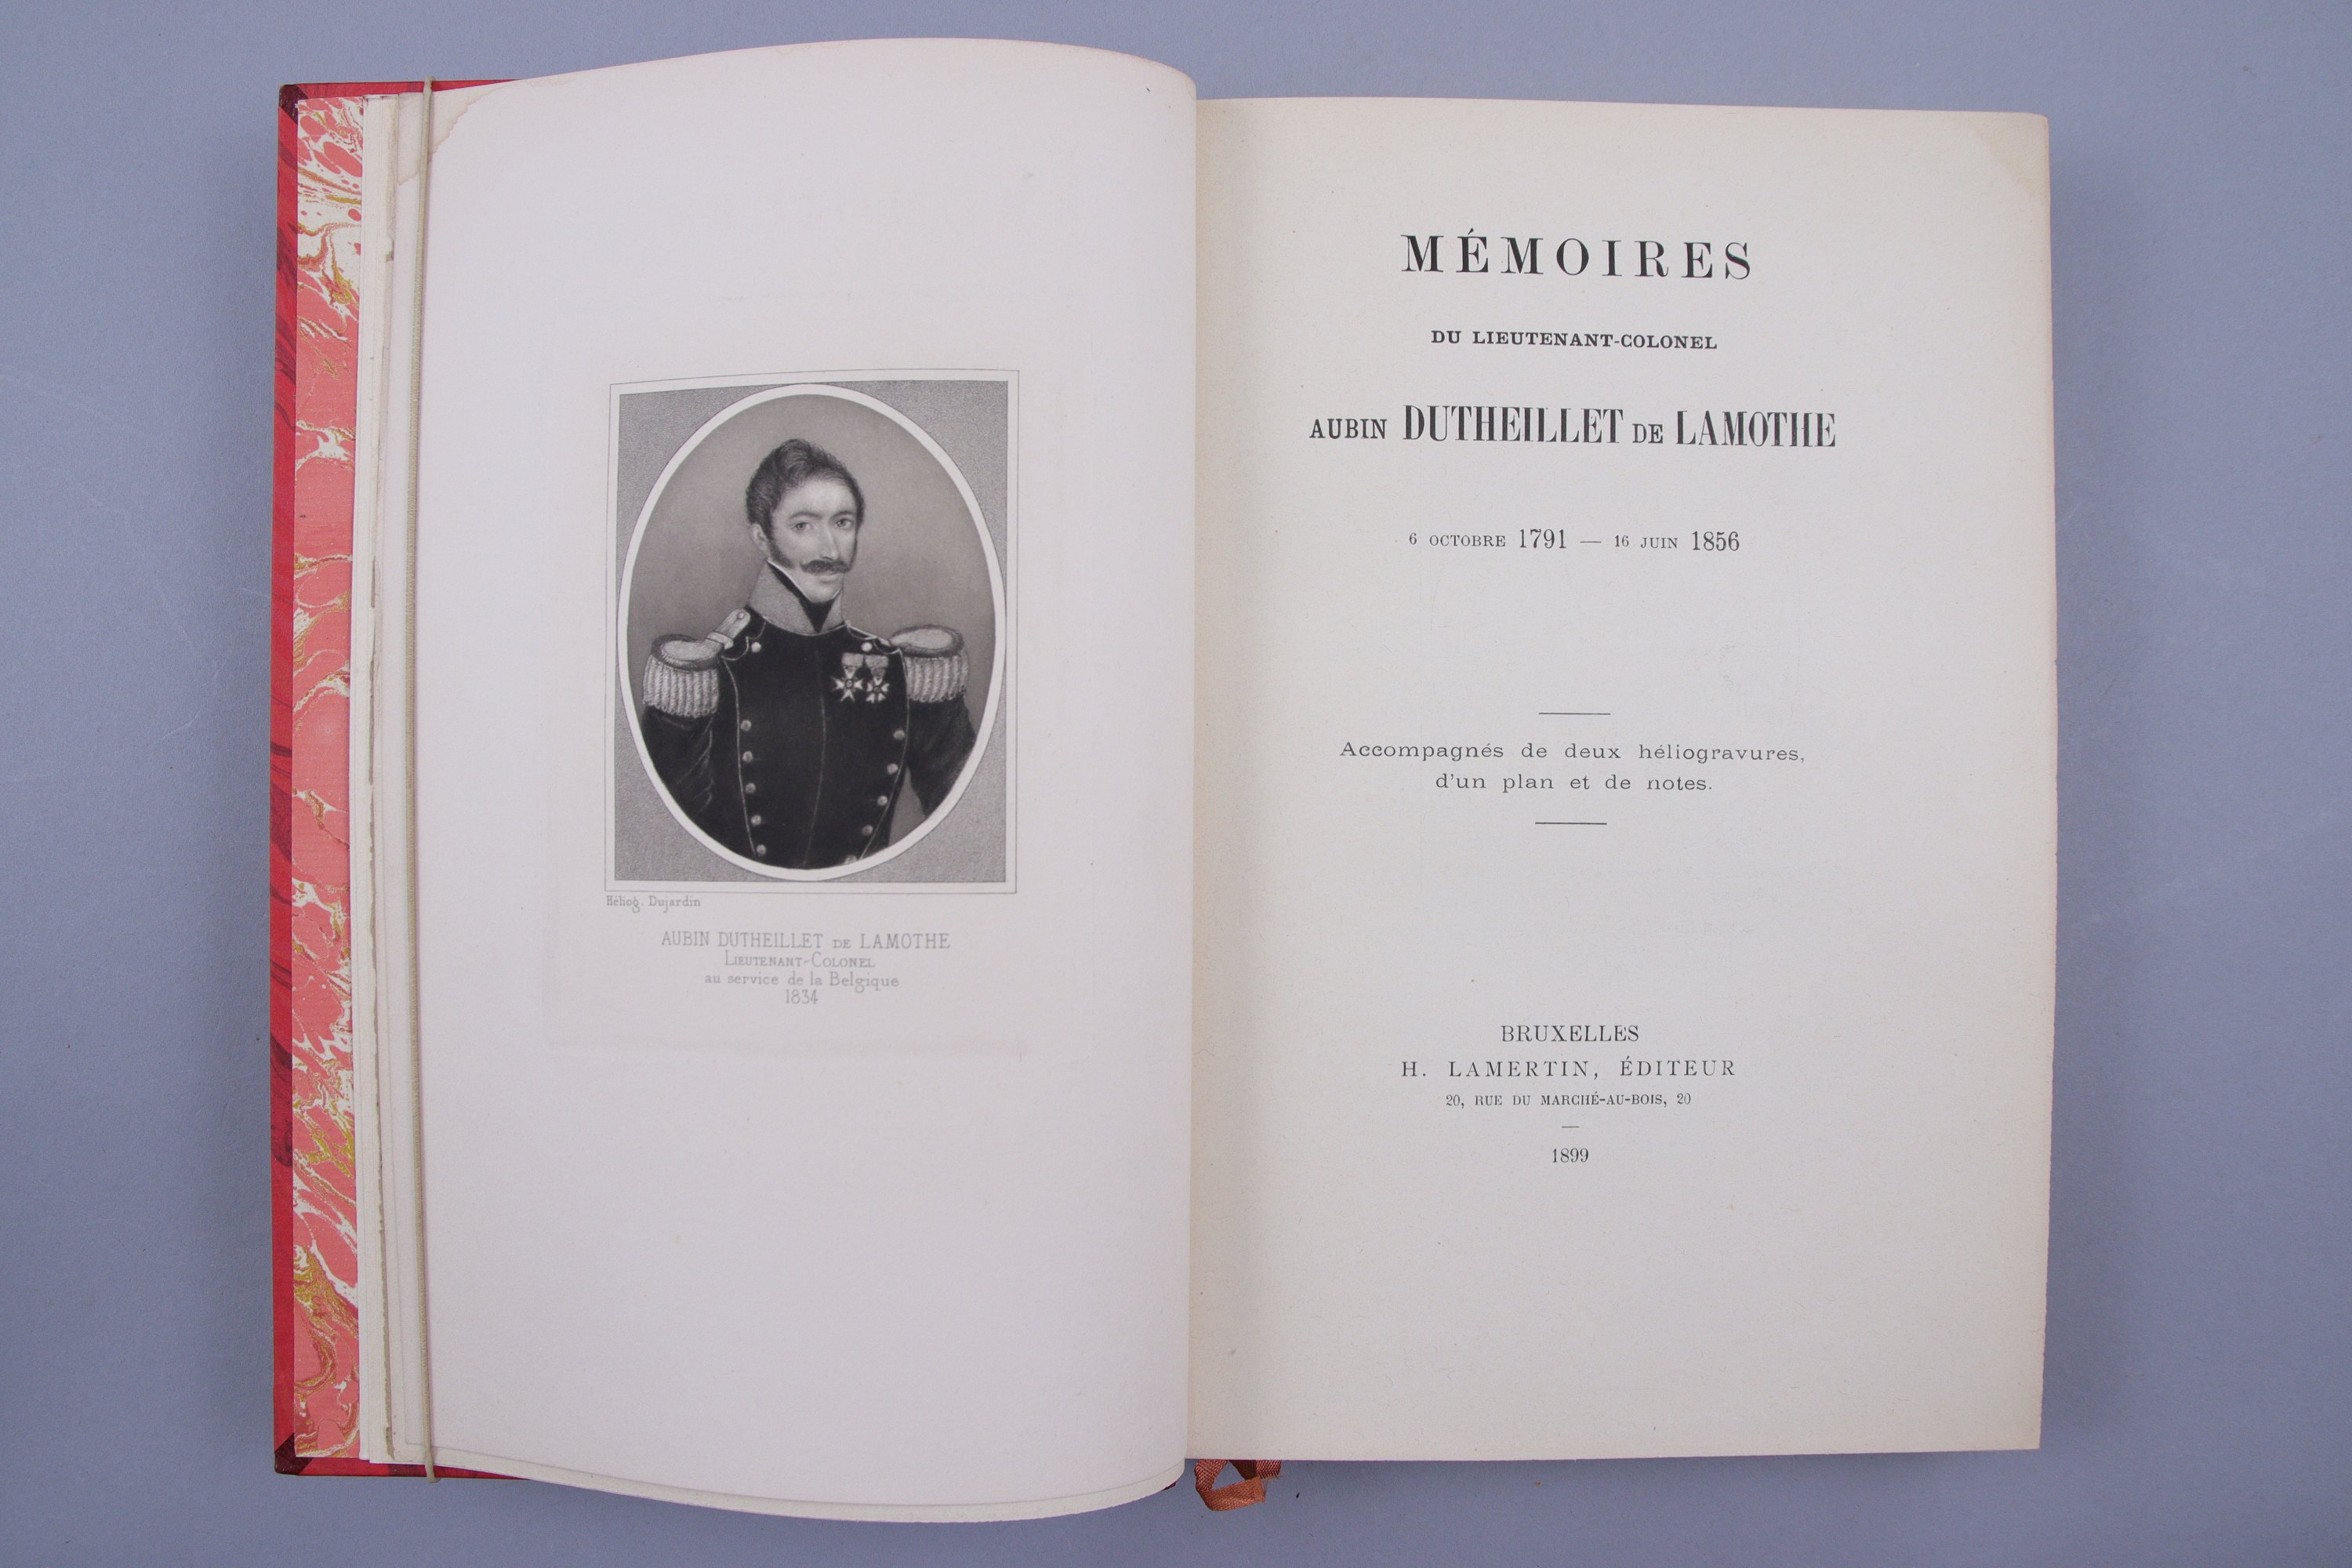 Héliog. Dujardin
AUBIN DUTHEILLET DE LAMOTHE
LIEUTENANT-COLONEL
au service de la Belgique
1834
MÉMOIRES
DU LIEUTENANT-COLONEL
AUBIN DUTHEILLET DE LAMOTHE
6 OCTOBRE 1791 — 16 JUIN 1856
Accompagnés de deux héliogravures,
d'un plan et de notes.
BRUXELLES
H. LAMERTIN, ÉDITEUR
20, RUE DU MARCHÉ-AU-BOIS, 20
1899